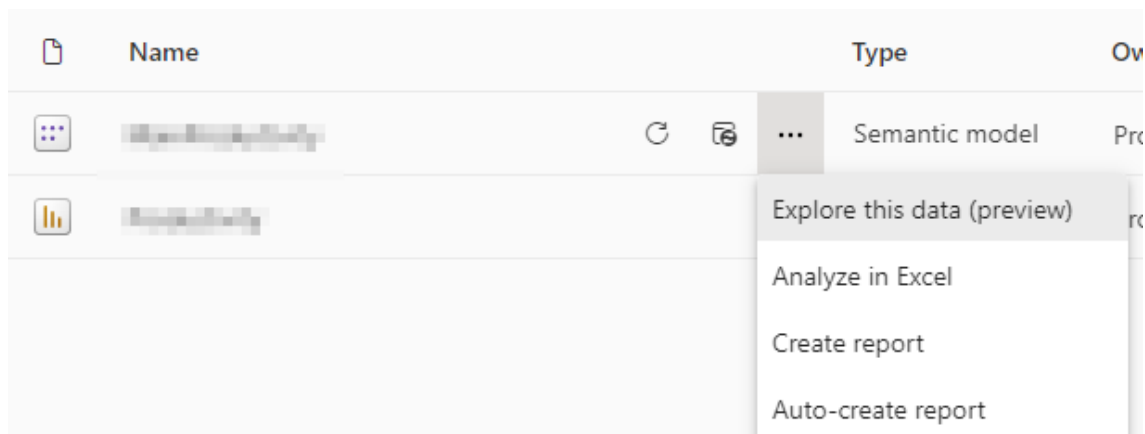 Name Type Ow
Semantic model Pro
Explore this data (preview)
Analyze in Excel
Create report
Auto-create report